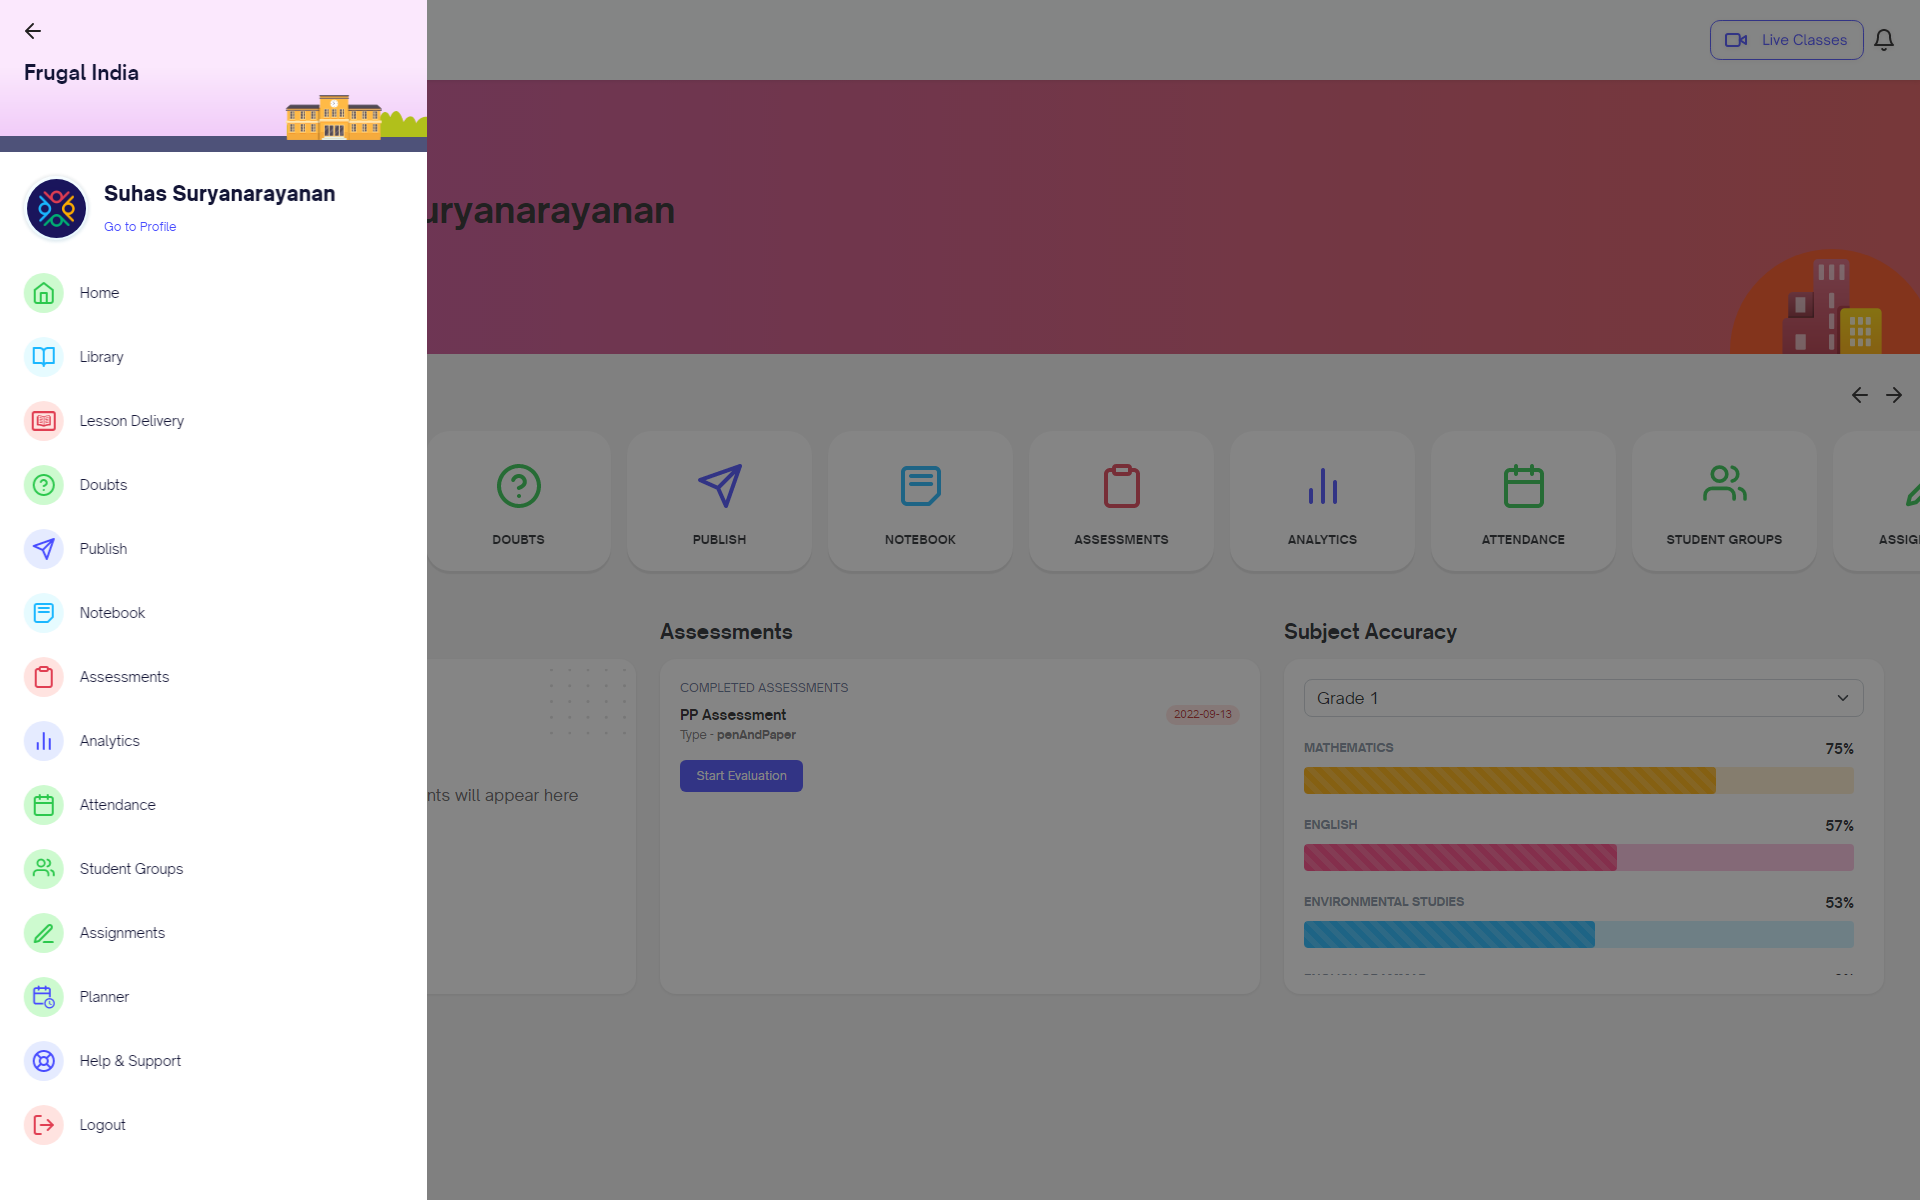 Frugal India
Suhas Suryanarayanan
Go to Profile
Home
Library
Lesson Delivery
Doubts
Publish
Notebook
Assessments
Analytics
Attendance
Student Groups
Assignments
Planner
Help & Support
Logout
Live Classes
uryanarayanan
DOUBTS
PUBLISH
NOTEBOOK
ASSESSMENTS
ANALYTICS
ATTENDANCE
STUDENT GROUPS
ASSIG
nts will appear here
Assessments
COMPLETED ASSESSMENTS
PP Assessment
2022-09-13
Type - penAndPaper
Start Evaluation
Subject Accuracy
Grade 1
MATHEMATICS 75%
ENGLISH 57%
ENVIRONMENTAL STUDIES 53%